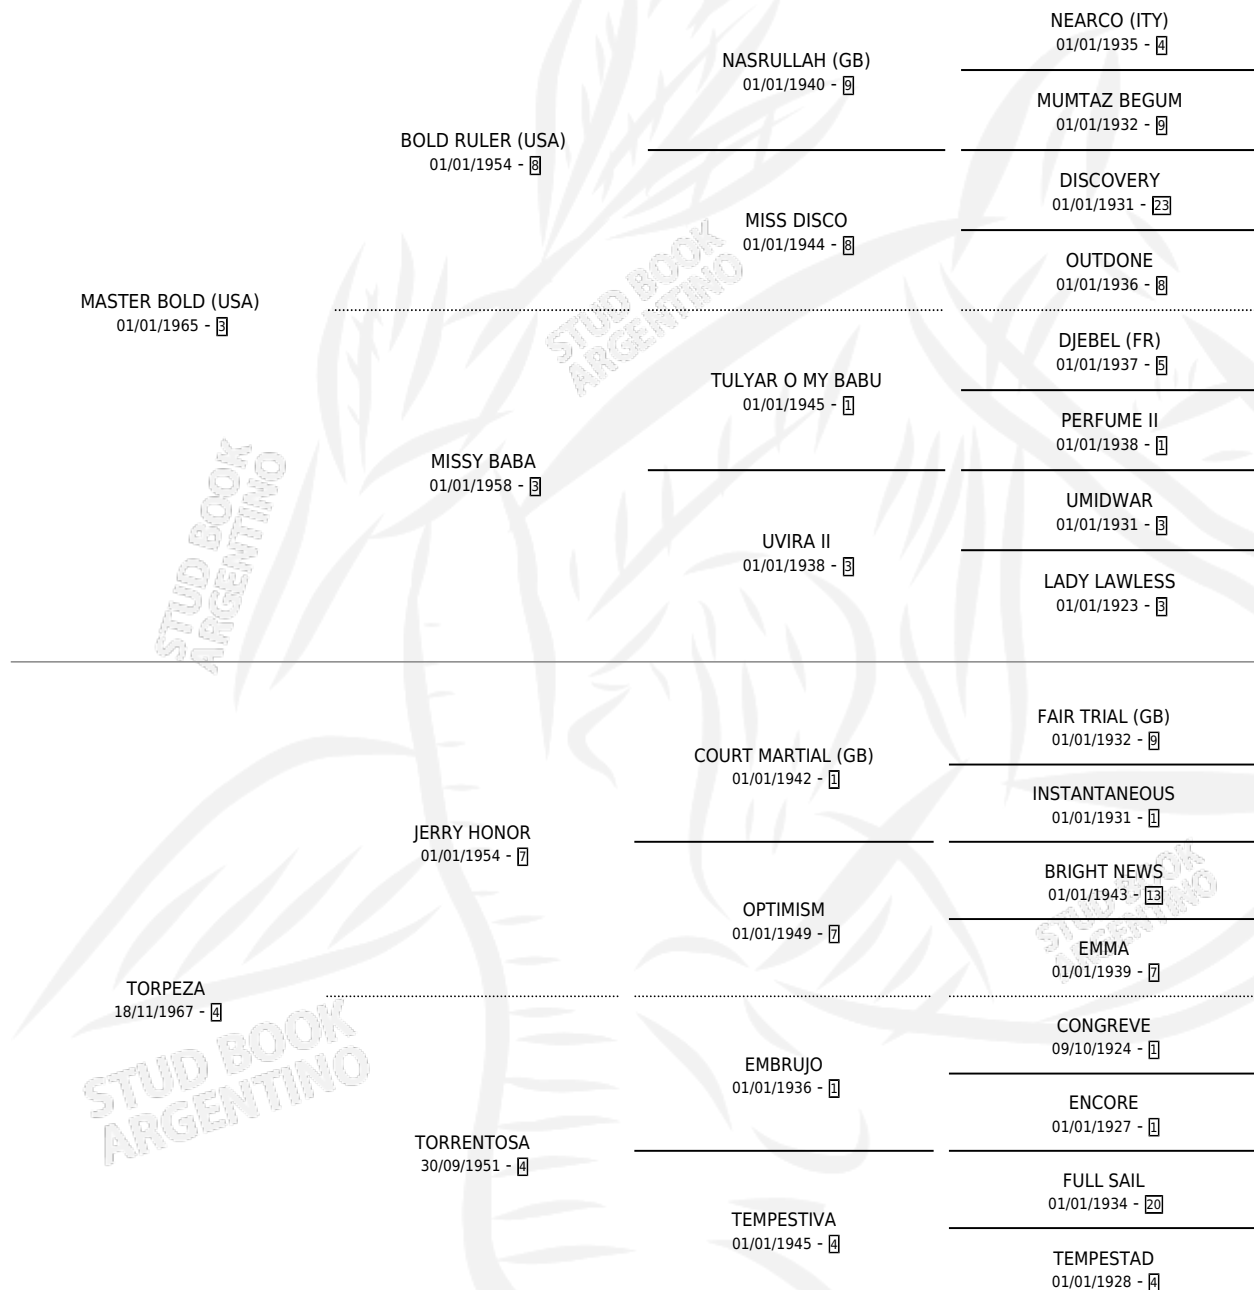 NEARCO (ITY)
01/01/1935 - 4
NASRULLAH (GB)
01/01/1940 - 9
MUMTAZ BEGUM
01/01/1932 - 9
BOLD RULER (USA)
01/01/1954 - 8
DISCOVERY
01/01/1931 - 23
MISS DISCO
01/01/1944 - 8
OUTDONE
01/01/1936 - 8
MASTER BOLD (USA)
01/01/1965 - 3
STUD BOOK
ARGENTINO
DJEBEL (FR)
01/01/1937 - 5
TULYAR O MY BABU
01/01/1945 - 1
PERFUME II
01/01/1938 - 1
MISSY BABA
01/01/1958 - 3
UMIDWAR
01/01/1931 - 3
UVIRA II
01/01/1938 - 3
LADY LAWLESS
01/01/1923 - 3
STUD BOOK
ARGENTINO
FAIR TRIAL (GB)
01/01/1932 - 9
COURT MARTIAL (GB)
01/01/1942 - 1
INSTANTANEOUS
01/01/1931 - 1
JERRY HONOR
01/01/1954 - 7
BRIGHT NEWS
01/01/1943 - 13
OPTIMISM
01/01/1949 - 7
STUD BOOK
ARGENTINO
EMMA
01/01/1939 - 7
TORPEZA
18/11/1967 - 4
STUD BOOK
ARGENTINO
CONGREVE
09/10/1924 - 1
EMBRUJO
01/01/1936 - 1
ENCORE
01/01/1927 - 1
TORRENTOSA
30/09/1951 - 4
FULL SAIL
01/01/1934 - 20
TEMPESTIVA
01/01/1945 - 4
TEMPESTAD
01/01/1928 - 4